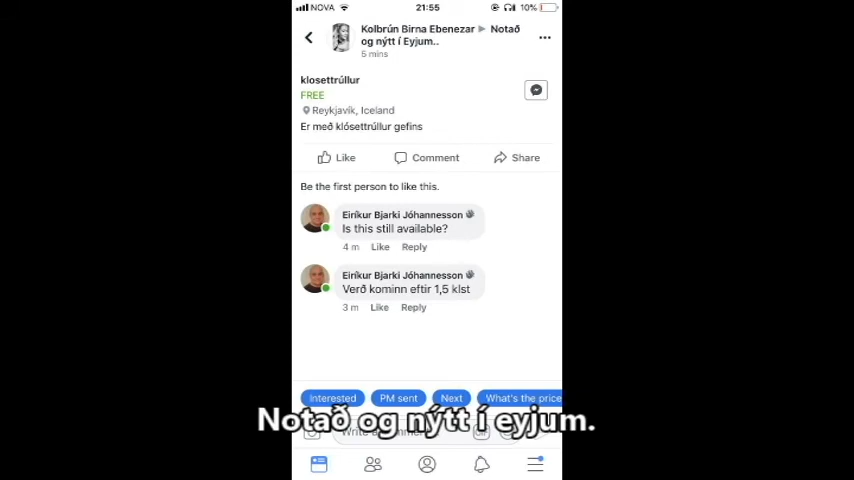 NOVA
21:55
10%
Kolbrún Birna Ebenezar ▶ Notað
og nýtt í Eyjum..
5 mins
klosettrúllur
FREE
Reykjavík, Iceland
Er með klósettrúllur gefins
Like
Comment
Share
Be the first person to like this.
Eiríkur Bjarki Jóhannesson
Is this still available?
4 m Like Reply
Eiríkur Bjarki Jóhannesson
Verð kominn eftir 1,5 klst
3 m Like Reply
Interested
PM sent
Next
What's the price
Notað og nýtt í eyjum.